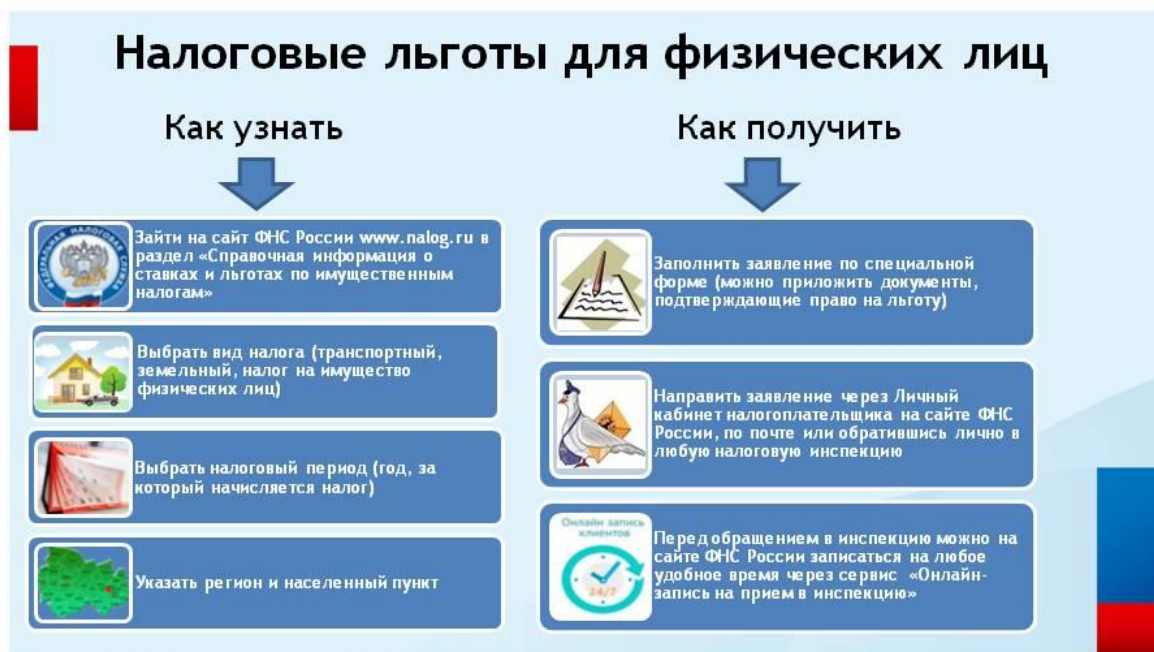 Налоговые льготы для физических лиц
Как узнать
Зайти на сайт ФНС России www.nalog.ru в
раздел «Справочная информация о
ставках и льготах по имущественным
налогам»
Выбрать вид налога (транспортный,
земельный, налог на имущество
физических лиц)
Выбрать налоговый период (год, за
который начисляется налог)
Указать регион и населенный пункт
Как получить
Заполнить заявление по специальной
форме (можно приложить документы,
подтверждающие право на льготу)
Направить заявление через Личный
кабинет налогоплательщика на сайте ФНС
России, по почте или обратившись лично в
любую налоговую инспекцию
Онлайн запись
клиентов
24/7
Перед обращением в инспекцию можно на
сайте ФНС России записаться на любое
удобное время через сервис «Онлайн-
запись на прием в инспекцию»